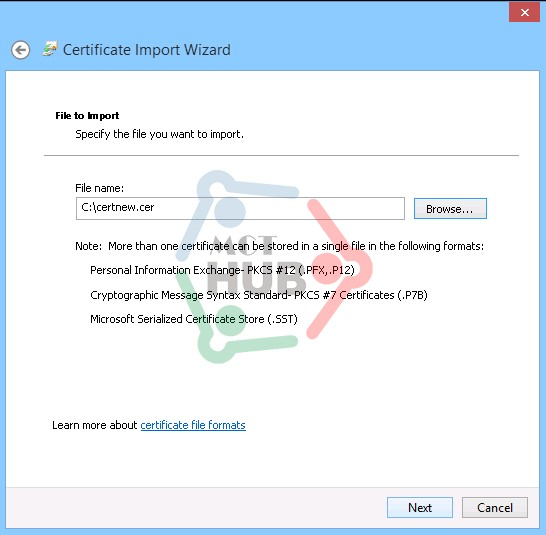 Certificate Import Wizard
File to Import
Specify the file you want to import.
File name:
C:\certnew.cer
Browse...
Note: More than one certificate can be stored in a single file in the following formats:
Personal Information Exchange- PKCS #12 (.PFX,.P12)
Cryptographic Message Syntax Standard- PKCS #7 Certificates (.P7B)
Microsoft Serialized Certificate Store (.SST)
MCT
HUB
Learn more about certificate file formats
Next
Cancel